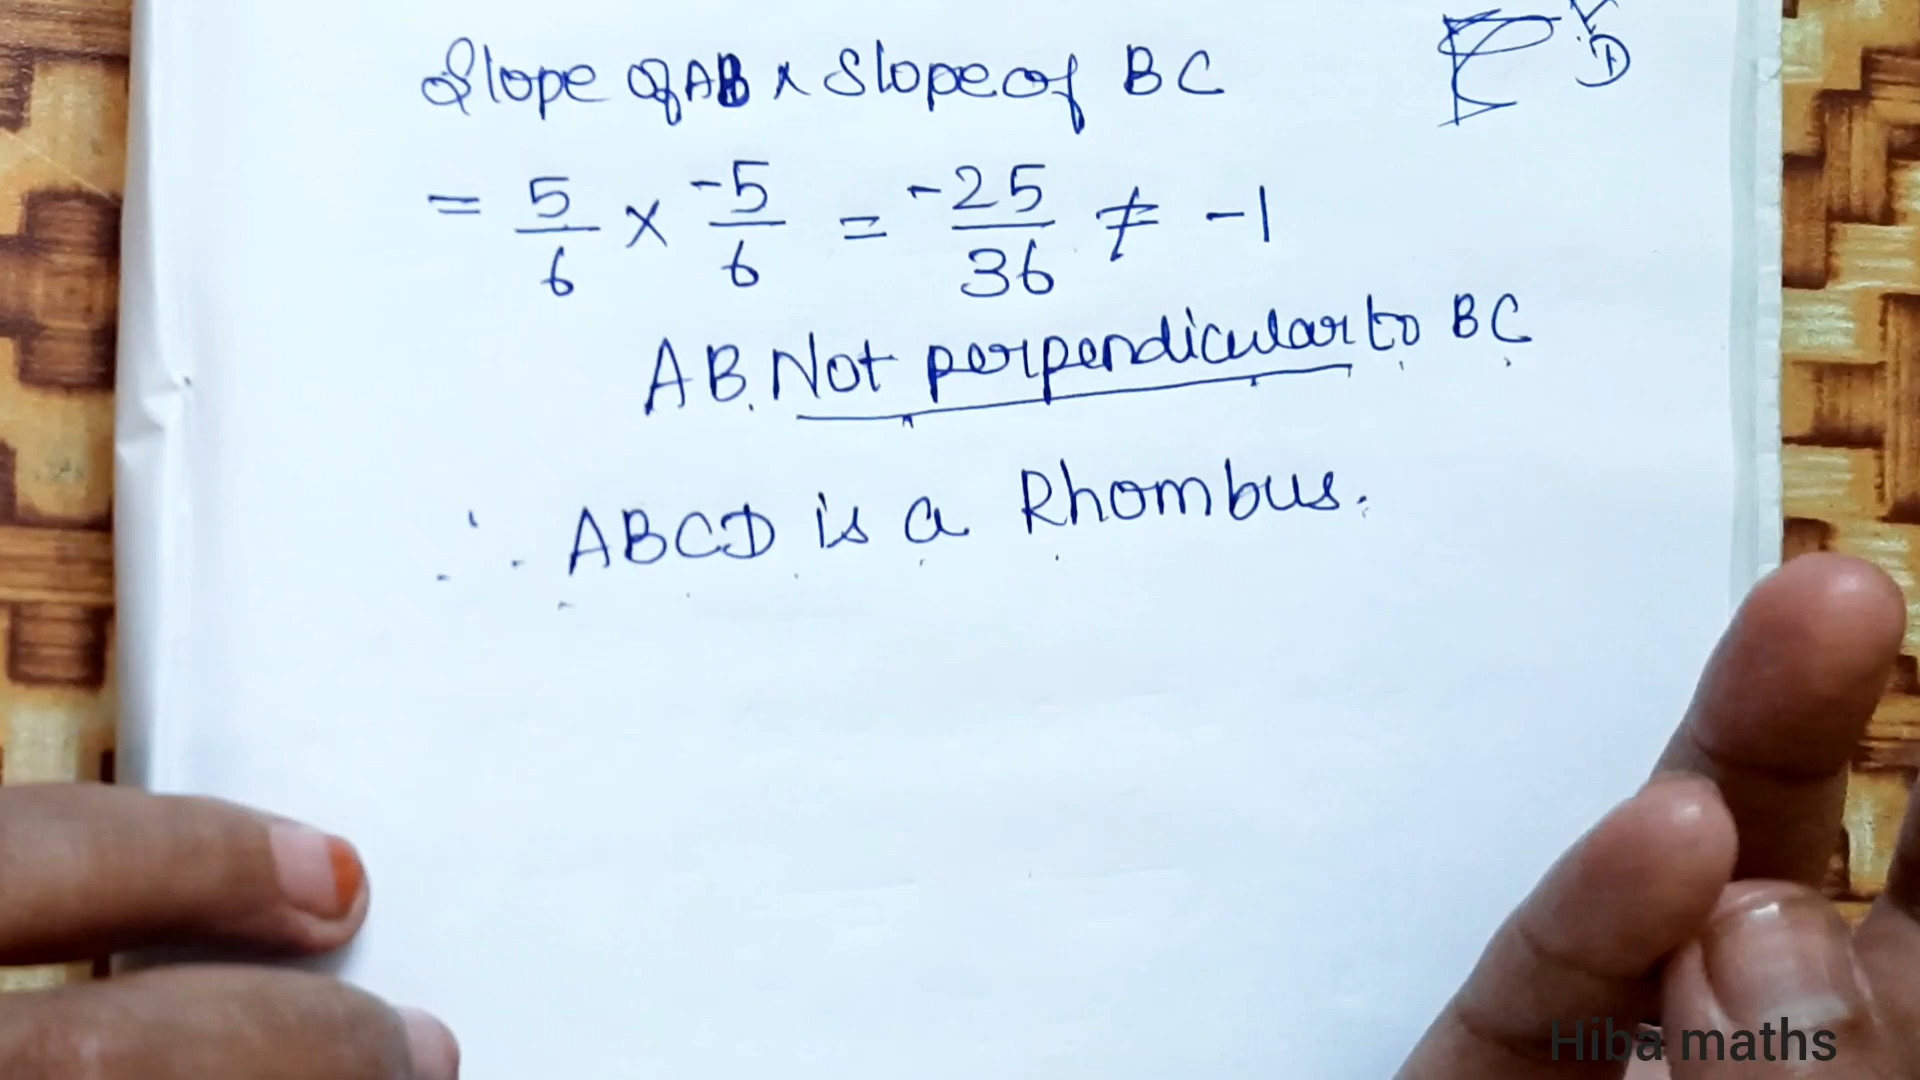 Slope of AB x Slope of BC
D
= 5/6 × -5/6 = -25/36 ≠ -1
AB Not perpendicular to BC
∴ ABCD is a Rhombus.
Hiba maths